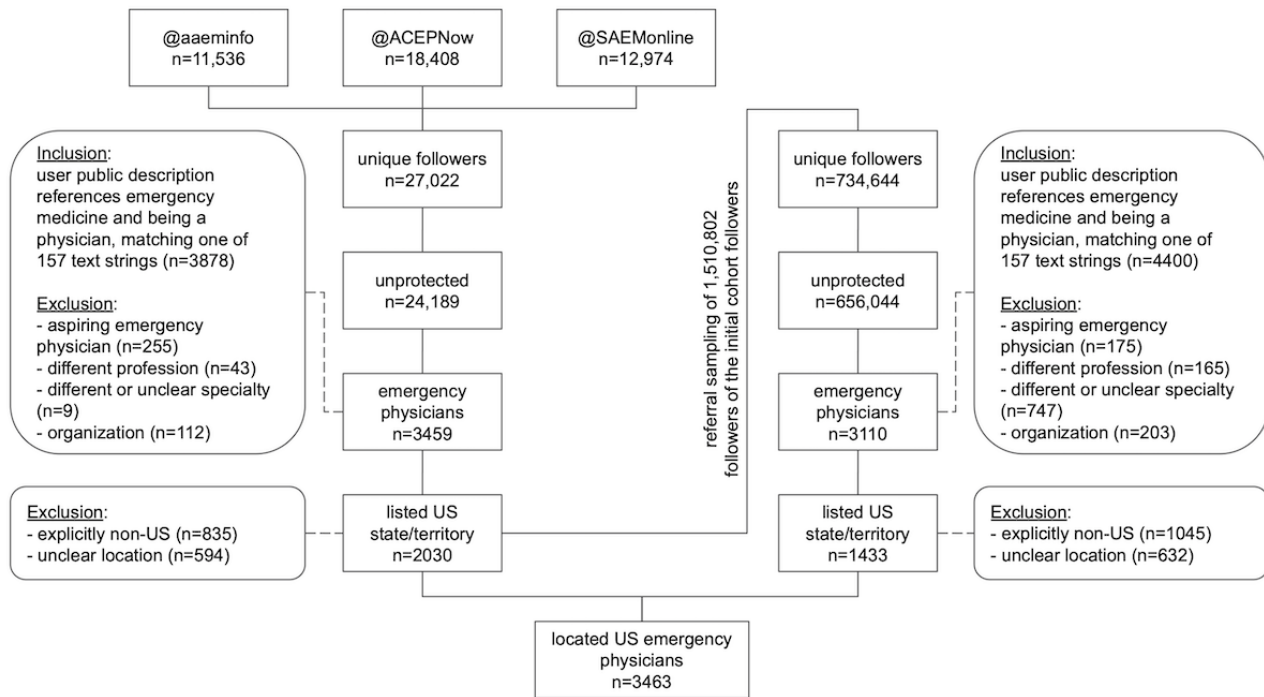 @aaeminfo
n=11,536
@ACEPNow
n=18,408
@SAEMonline
n=12,974
Inclusion:
user public description
references emergency
medicine and being a
physician, matching one of
157 text strings (n=3878)
Exclusion:
- aspiring emergency
physician (n=255)
- different profession (n=43)
- different or unclear specialty
(n=9)
- organization (n=112)
unique followers
n=27,022
unprotected
n=24,189
emergency
physicians
n=3459
Exclusion:
- explicitly non-US (n=835)
- unclear location (n=594)
listed US
state/territory
n=2030
referral sampling of 1,510,802
followers of the initial cohort followers
unique followers
n=734,644
unprotected
n=656,044
emergency
physicians
n=3110
Inclusion:
user public description
references emergency
medicine and being a
physician, matching one of
157 text strings (n=4400)
Exclusion:
- aspiring emergency
physician (n=175)
- different profession (n=165)
- different or unclear specialty
(n=747)
- organization (n=203)
listed US
state/territory
n=1433
Exclusion:
- explicitly non-US (n=1045)
- unclear location (n=632)
located US emergency
physicians
n=3463